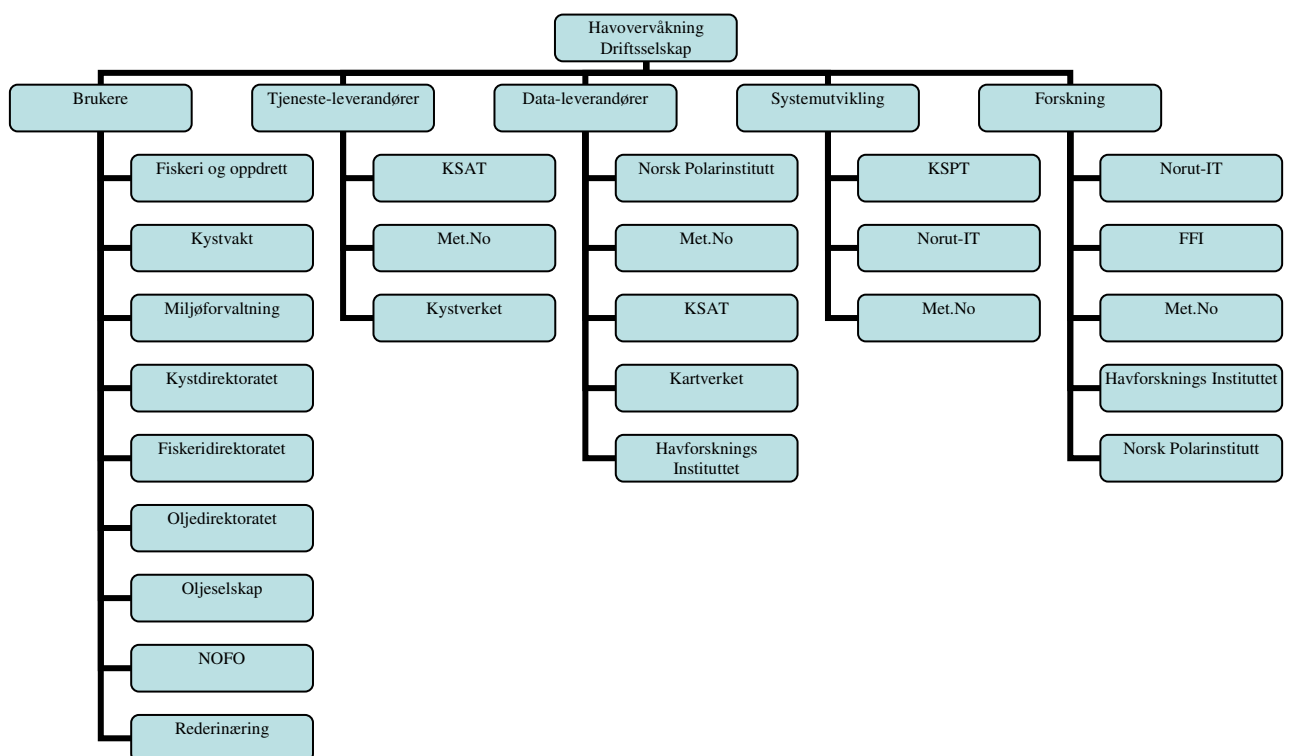 Havovervåkning
Driftsselskap
Brukere
Tjeneste-leverandører
Data-leverandører
Systemutvikling
Forskning
Fiskeri og oppdrett
Kystvakt
Miljøforvaltning
Kystdirektoratet
Fiskeridirektoratet
Oljedirektoratet
Oljeselskap
NOFO
Rederinæring
KSAT
Met.No
Kystverket
Norsk Polarinstitutt
Met.No
KSAT
Kartverket
Havforsknings
Instituttet
KSPT
Norut-IT
Met.No
Norut-IT
FFI
Met.No
Havforsknings Instituttet
Norsk Polarinstitutt